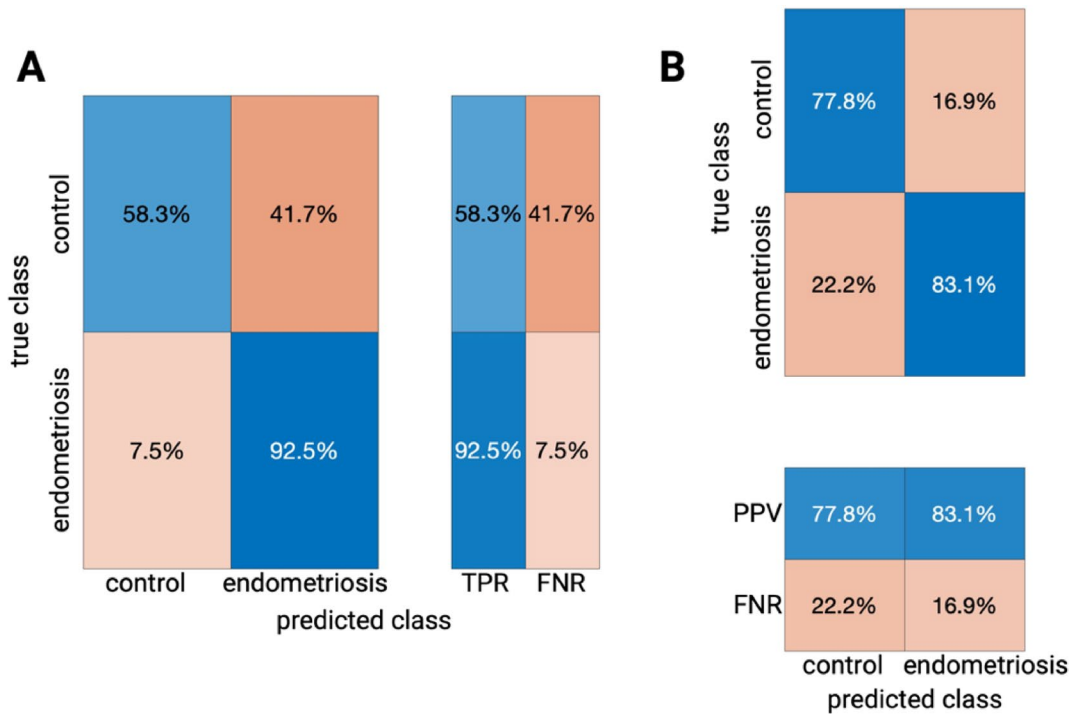 A
true class
control
endometriosis
58.3% 41.7%
7.5% 92.5%
control endometriosis
58.3% 41.7%
92.5% 7.5%
TPR FNR
predicted class
B
true class
control
endometriosis
77.8% 16.9%
22.2% 83.1%
PPV 77.8% 83.1%
FNR 22.2% 16.9%
control endometriosis
predicted class